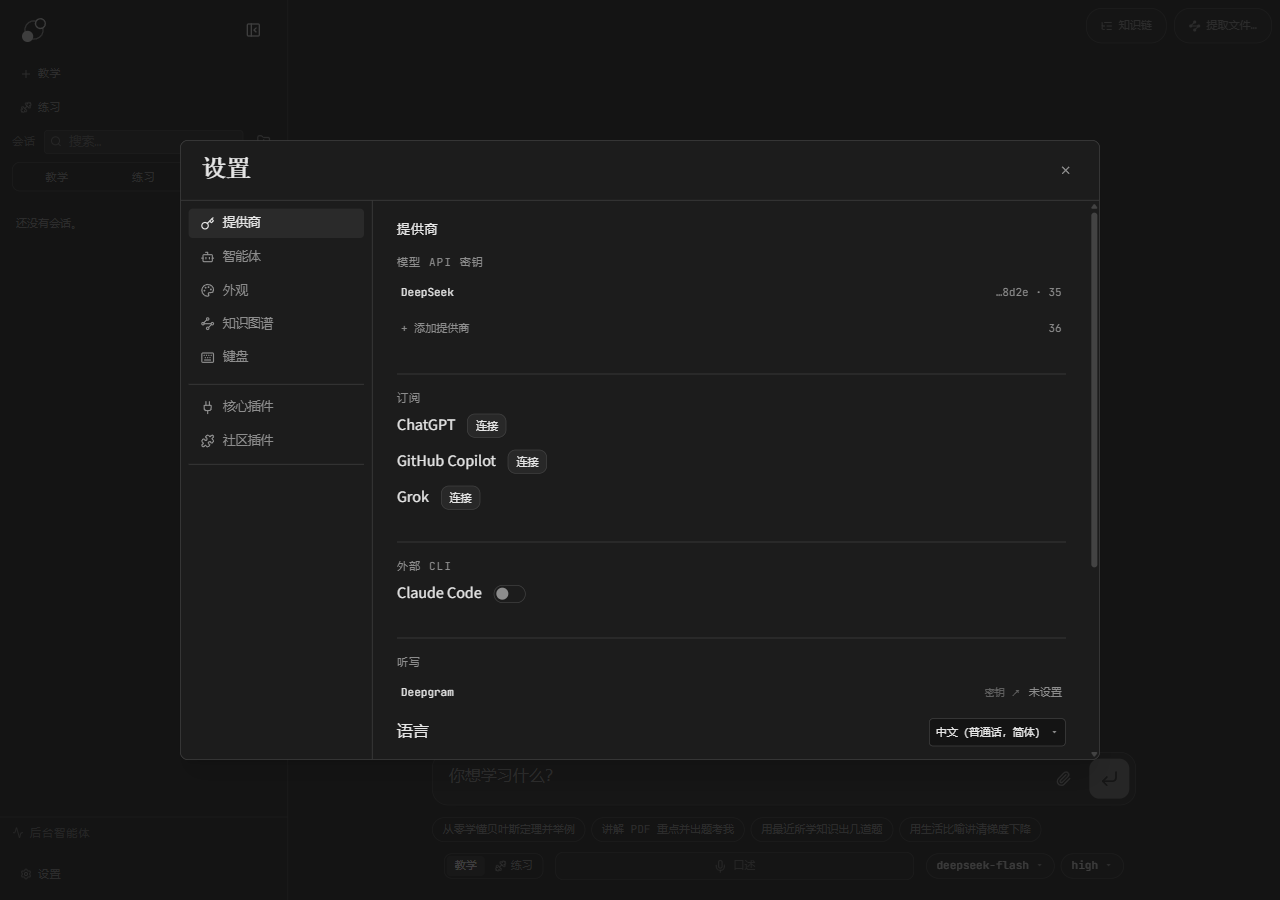 知识链
提取文件…
+ 教学
练习
会话
搜索…
教学
练习
还没有会话。
设置
×
提供商
智能体
外观
知识图谱
键盘
核心插件
社区插件
提供商
模型 API 密钥
DeepSeek …8d2e · 35
+ 添加提供商 36
订阅
ChatGPT 连接
GitHub Copilot 连接
Grok 连接
外部 CLI
Claude Code
听写
Deepgram 密钥 ↗ 未设置
语言 中文 (普通话, 简体)
你想学习什么?
从零学懂贝叶斯定理并举例
讲解 PDF 重点并出题考我
用最近所学知识出几道题
用生活比喻讲清梯度下降
后台智能体
教学
练习
口述
deepseek-flash
high
设置